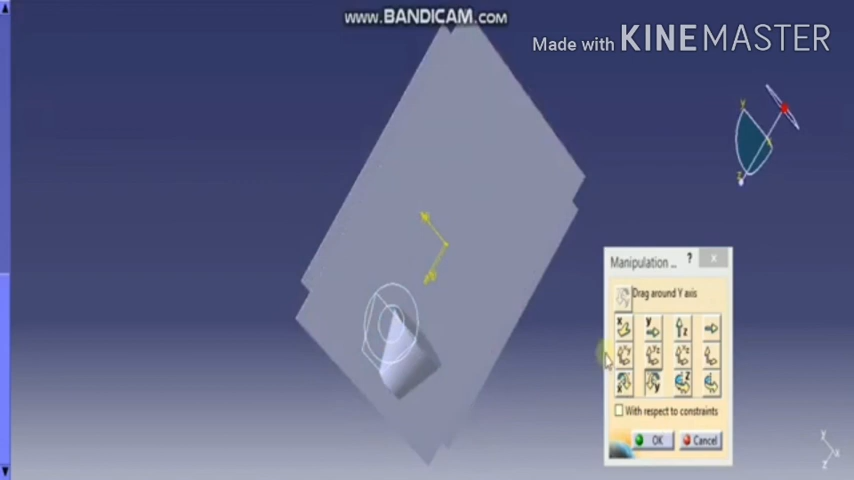 www.BANDICAM.com
Made with KINEMASTER
Manipulation ... ? x
Drag around Y axis
With respect to constraints
OK Cancel